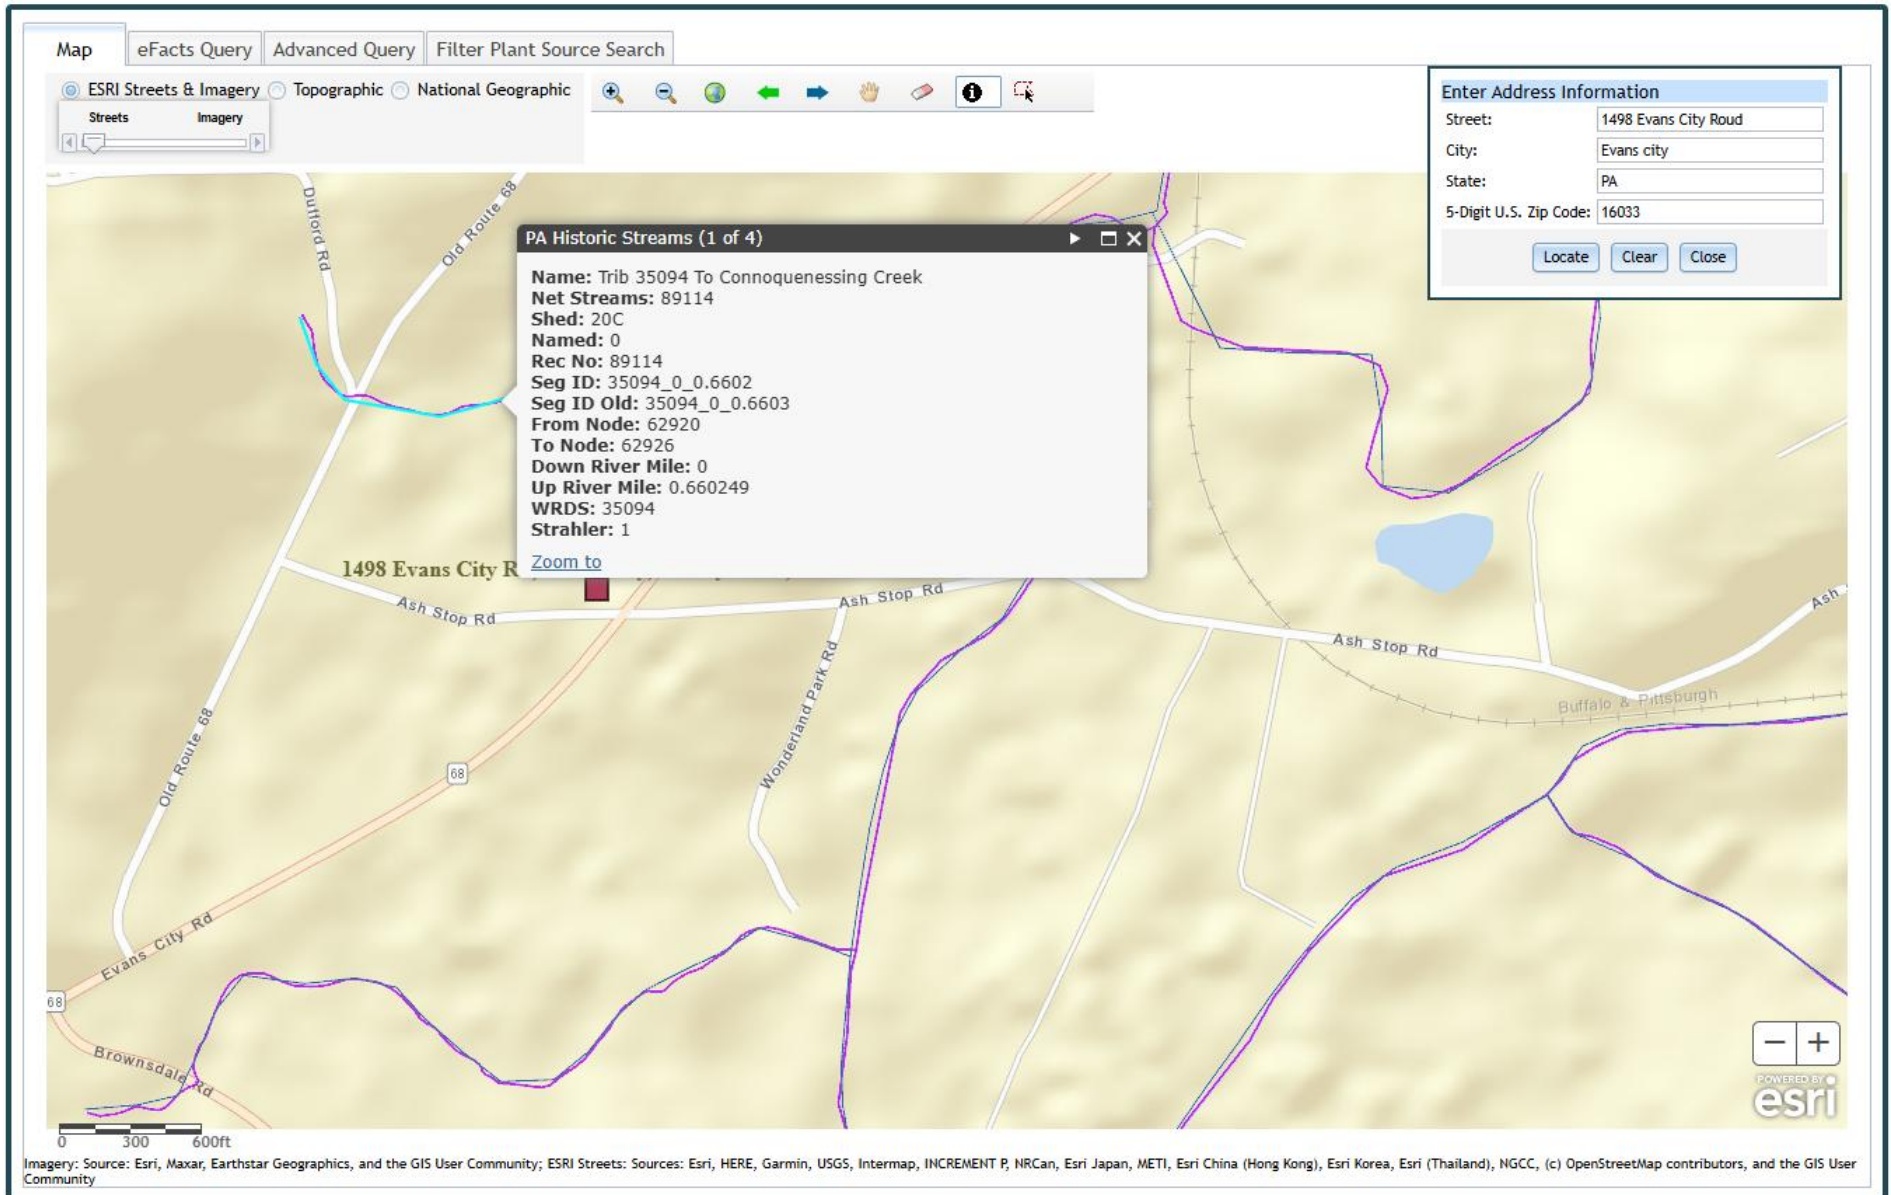 Map
eFacts Query
Advanced Query
Filter Plant Source Search
ESRI Streets & Imagery
Topographic
National Geographic
Streets
Imagery
Enter Address Information
Street: 1498 Evans City Roud
City: Evans city
State: PA
5-Digit U.S. Zip Code: 16033
Locate
Clear
Close
Dufford Rd
Old Route 68
PA Historic Streams (1 of 4)
Name: Trib 35094 To Connoquenessing Creek
Net Streams: 89114
Shed: 20C
Named: 0
Rec No: 89114
Seg ID: 35094_0_0.6602
Seg ID Old: 35094_0_0.6603
From Node: 62920
To Node: 62926
Down River Mile: 0
Up River Mile: 0.660249
WRDS: 35094
Strahler: 1
Zoom to
1498 Evans City R
Ash Stop Rd
Ash Stop Rd
Ash
Ash Stop Rd
Wonderland Park Rd
Buffalo & Pittsburgh
Old Route 68
68
Evans City Rd
68
Brownsdale Rd
0 300 600ft
− +
POWERED BY
esri
Imagery: Source: Esri, Maxar, Earthstar Geographics, and the GIS User Community; ESRI Streets: Sources: Esri, HERE, Garmin, USGS, Intermap, INCREMENT P, NRCan, Esri Japan, METI, Esri China (Hong Kong), Esri Korea, Esri (Thailand), NGCC, (c) OpenStreetMap contributors, and the GIS User
Community